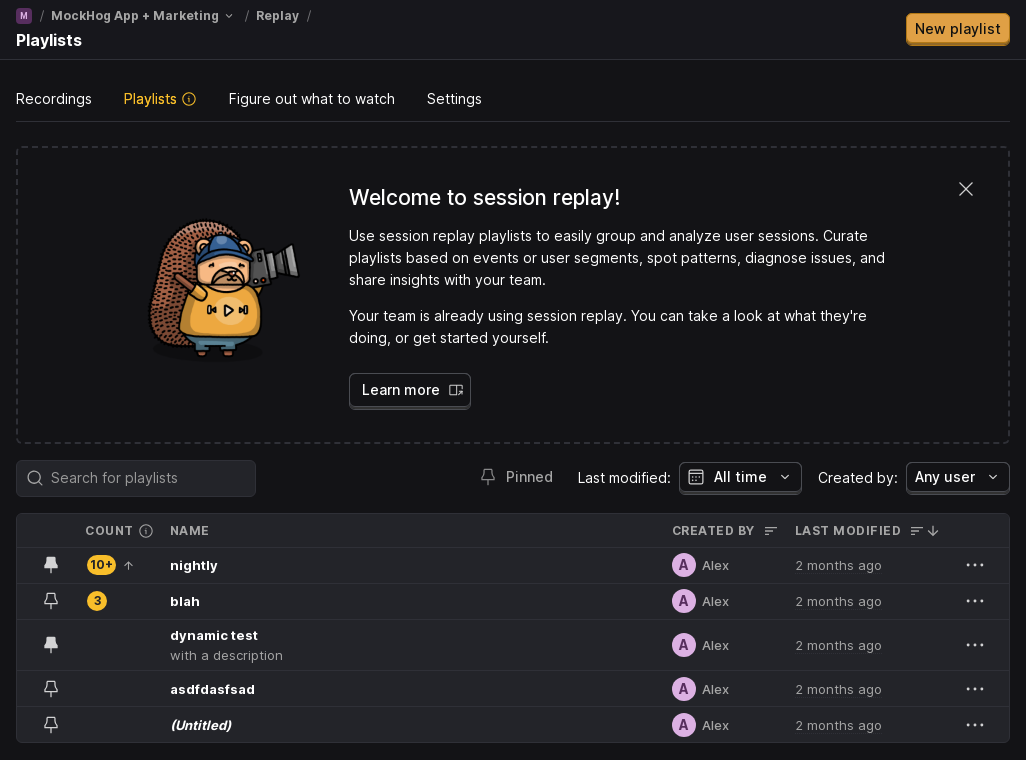 M / MockHog App + Marketing / Replay /
Playlists
New playlist
Recordings Playlists Figure out what to watch Settings
Welcome to session replay!
Use session replay playlists to easily group and analyze user sessions. Curate
playlists based on events or user segments, spot patterns, diagnose issues, and
share insights with your team.
Your team is already using session replay. You can take a look at what they're
doing, or get started yourself.
Learn more
Search for playlists Pinned Last modified: All time Created by: Any user
COUNT NAME CREATED BY LAST MODIFIED
10+ nightly A Alex 2 months ago
3 blah A Alex 2 months ago
dynamic test
with a description
A Alex 2 months ago
asdfdasfsad A Alex 2 months ago
(Untitled) A Alex 2 months ago